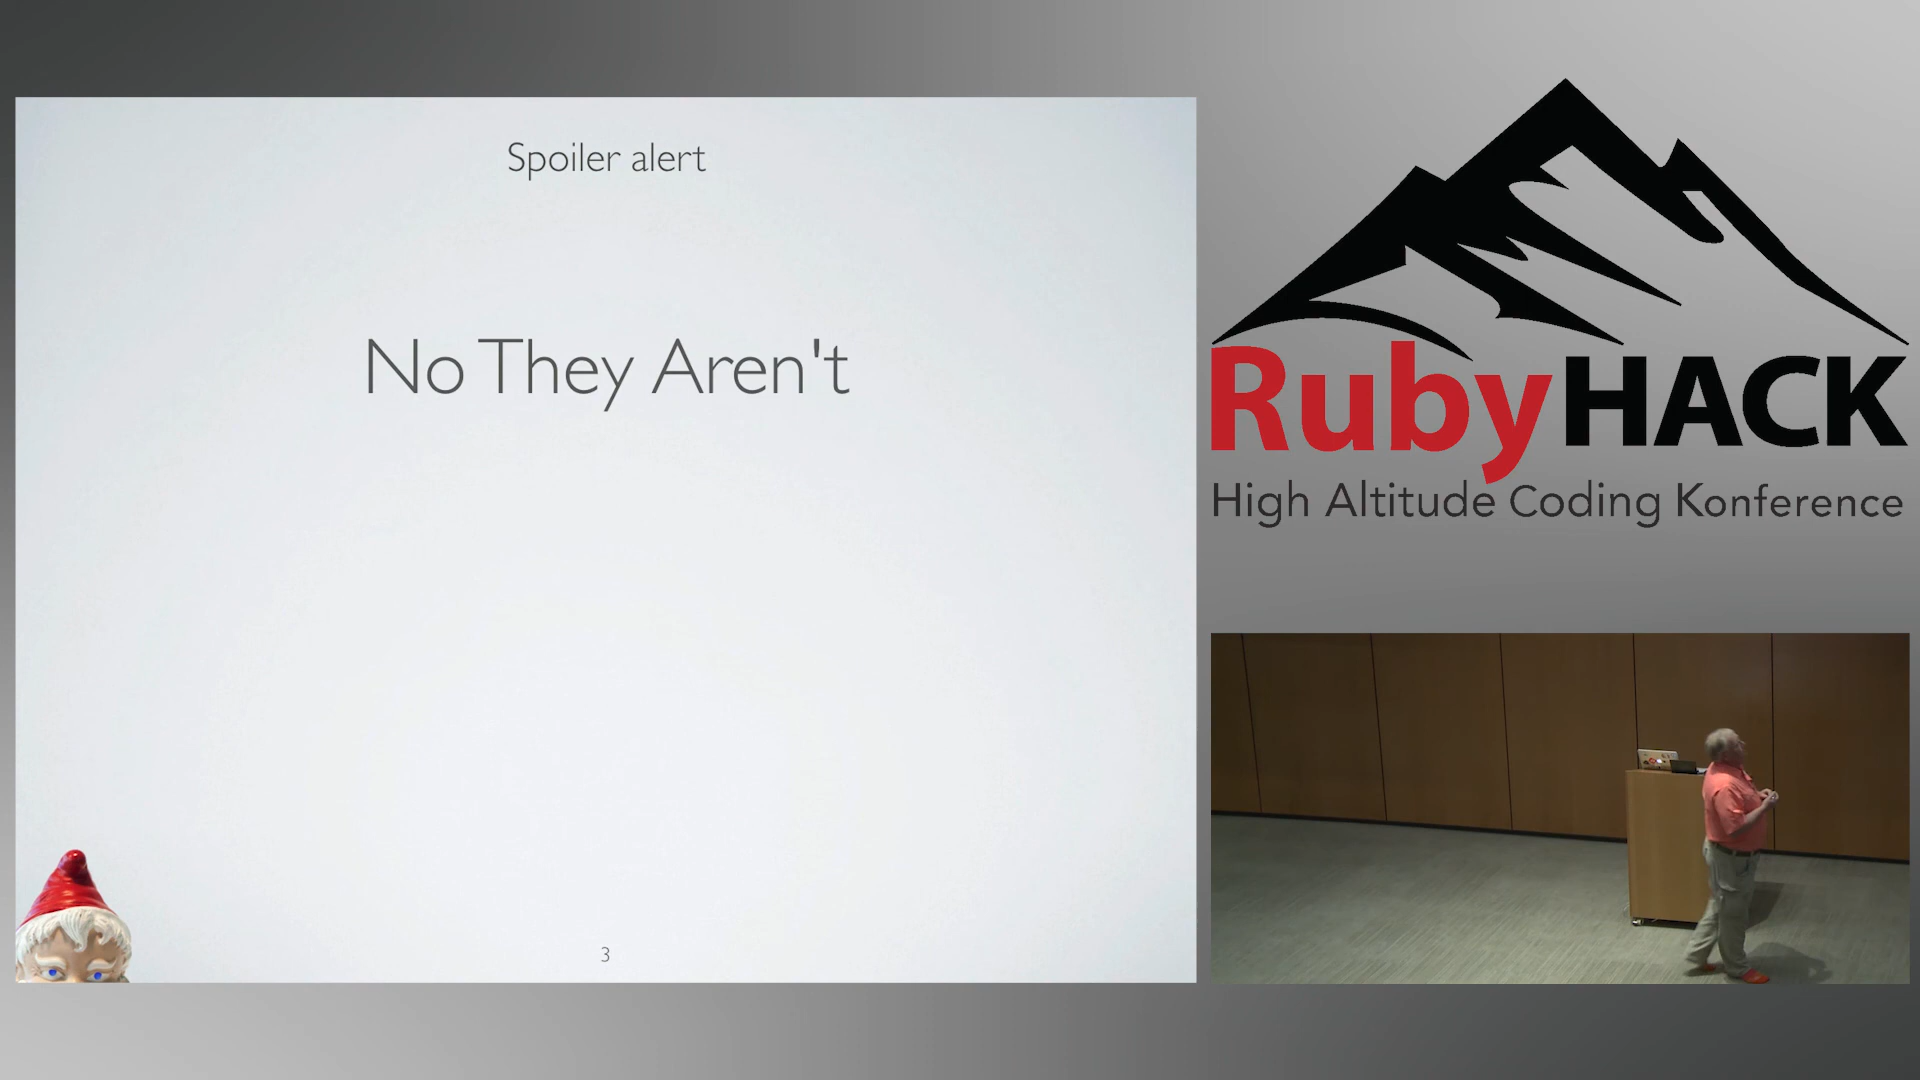 Spoiler alert
No They Aren't
3
RubyHACK
High Altitude Coding Konference